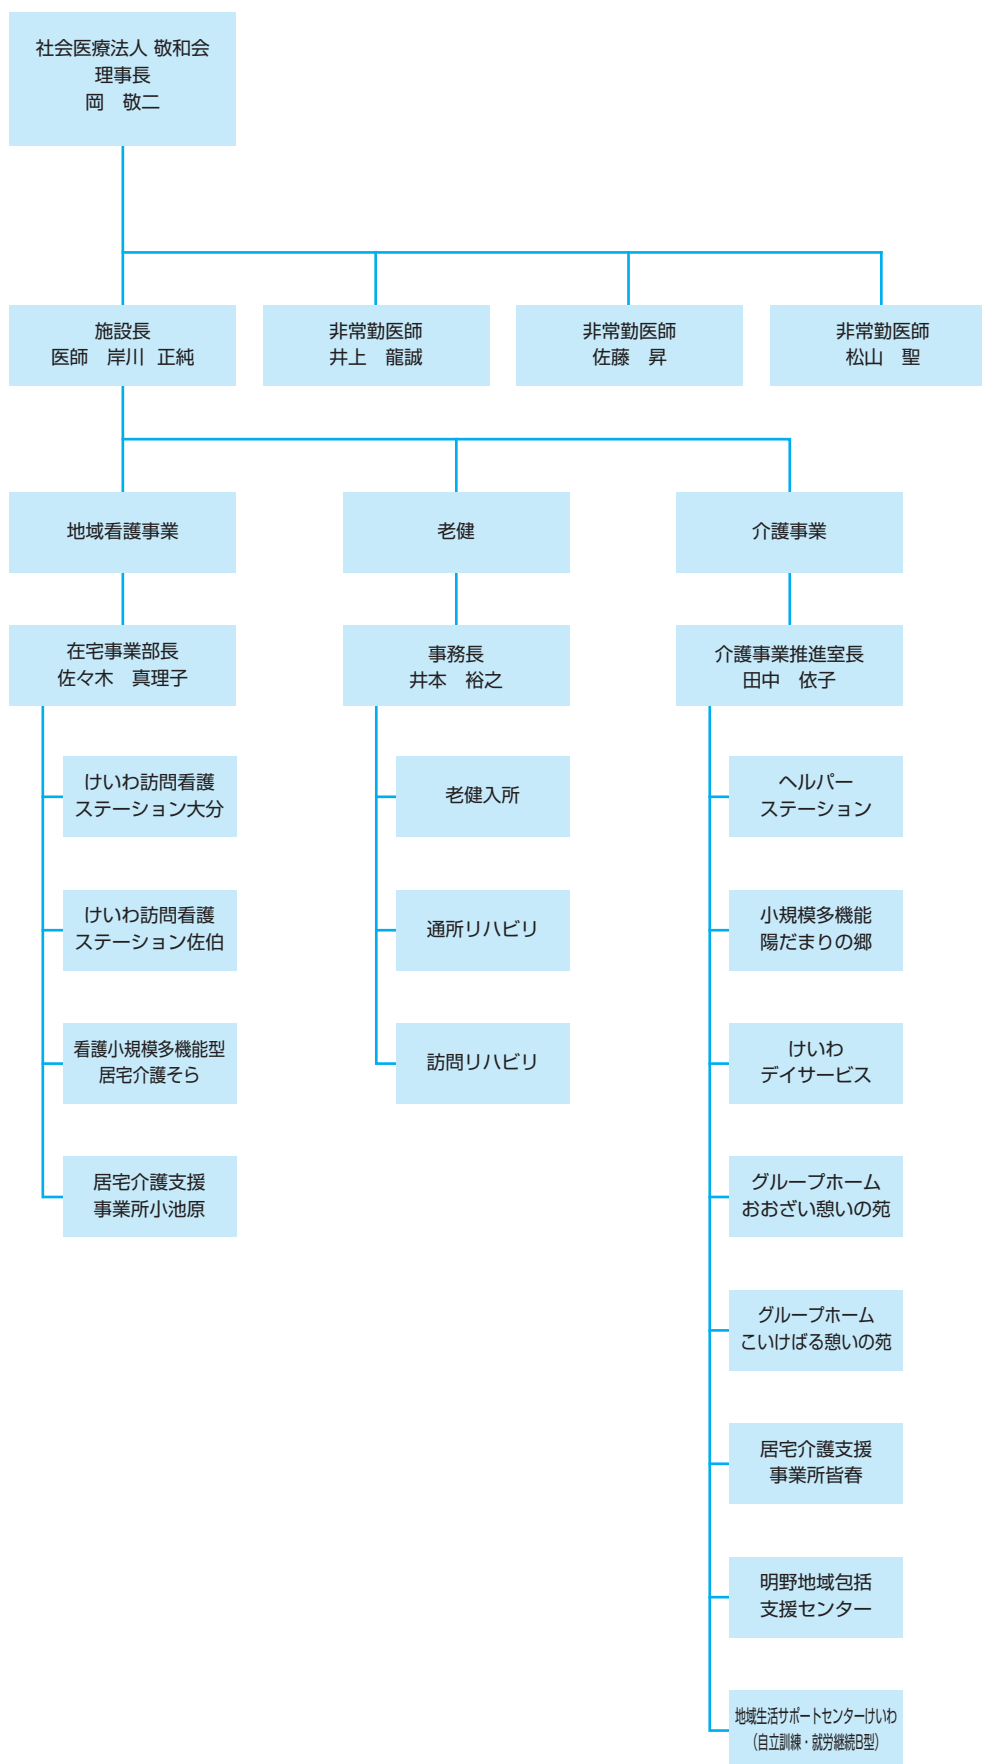 社会医療法人 敬和会
理事長
岡　敬二
施設長
医師　岸川 正純
非常勤医師
井上　龍誠
非常勤医師
佐藤　昇
非常勤医師
松山　聖
地域看護事業
老健
介護事業
在宅事業部長
佐々木　真理子
事務長
井本　裕之
介護事業推進室長
田中　依子
けいわ訪問看護
ステーション大分
けいわ訪問看護
ステーション佐伯
看護小規模多機能型
居宅介護そら
居宅介護支援
事業所小池原
老健入所
通所リハビリ
訪問リハビリ
ヘルパー
ステーション
小規模多機能
陽だまりの郷
けいわ
デイサービス
グループホーム
おおざい憩いの苑
グループホーム
こいけばる憩いの苑
居宅介護支援
事業所皆春
明野地域包括
支援センター
地域生活サポートセンターけいわ
（自立訓練・就労継続B型）